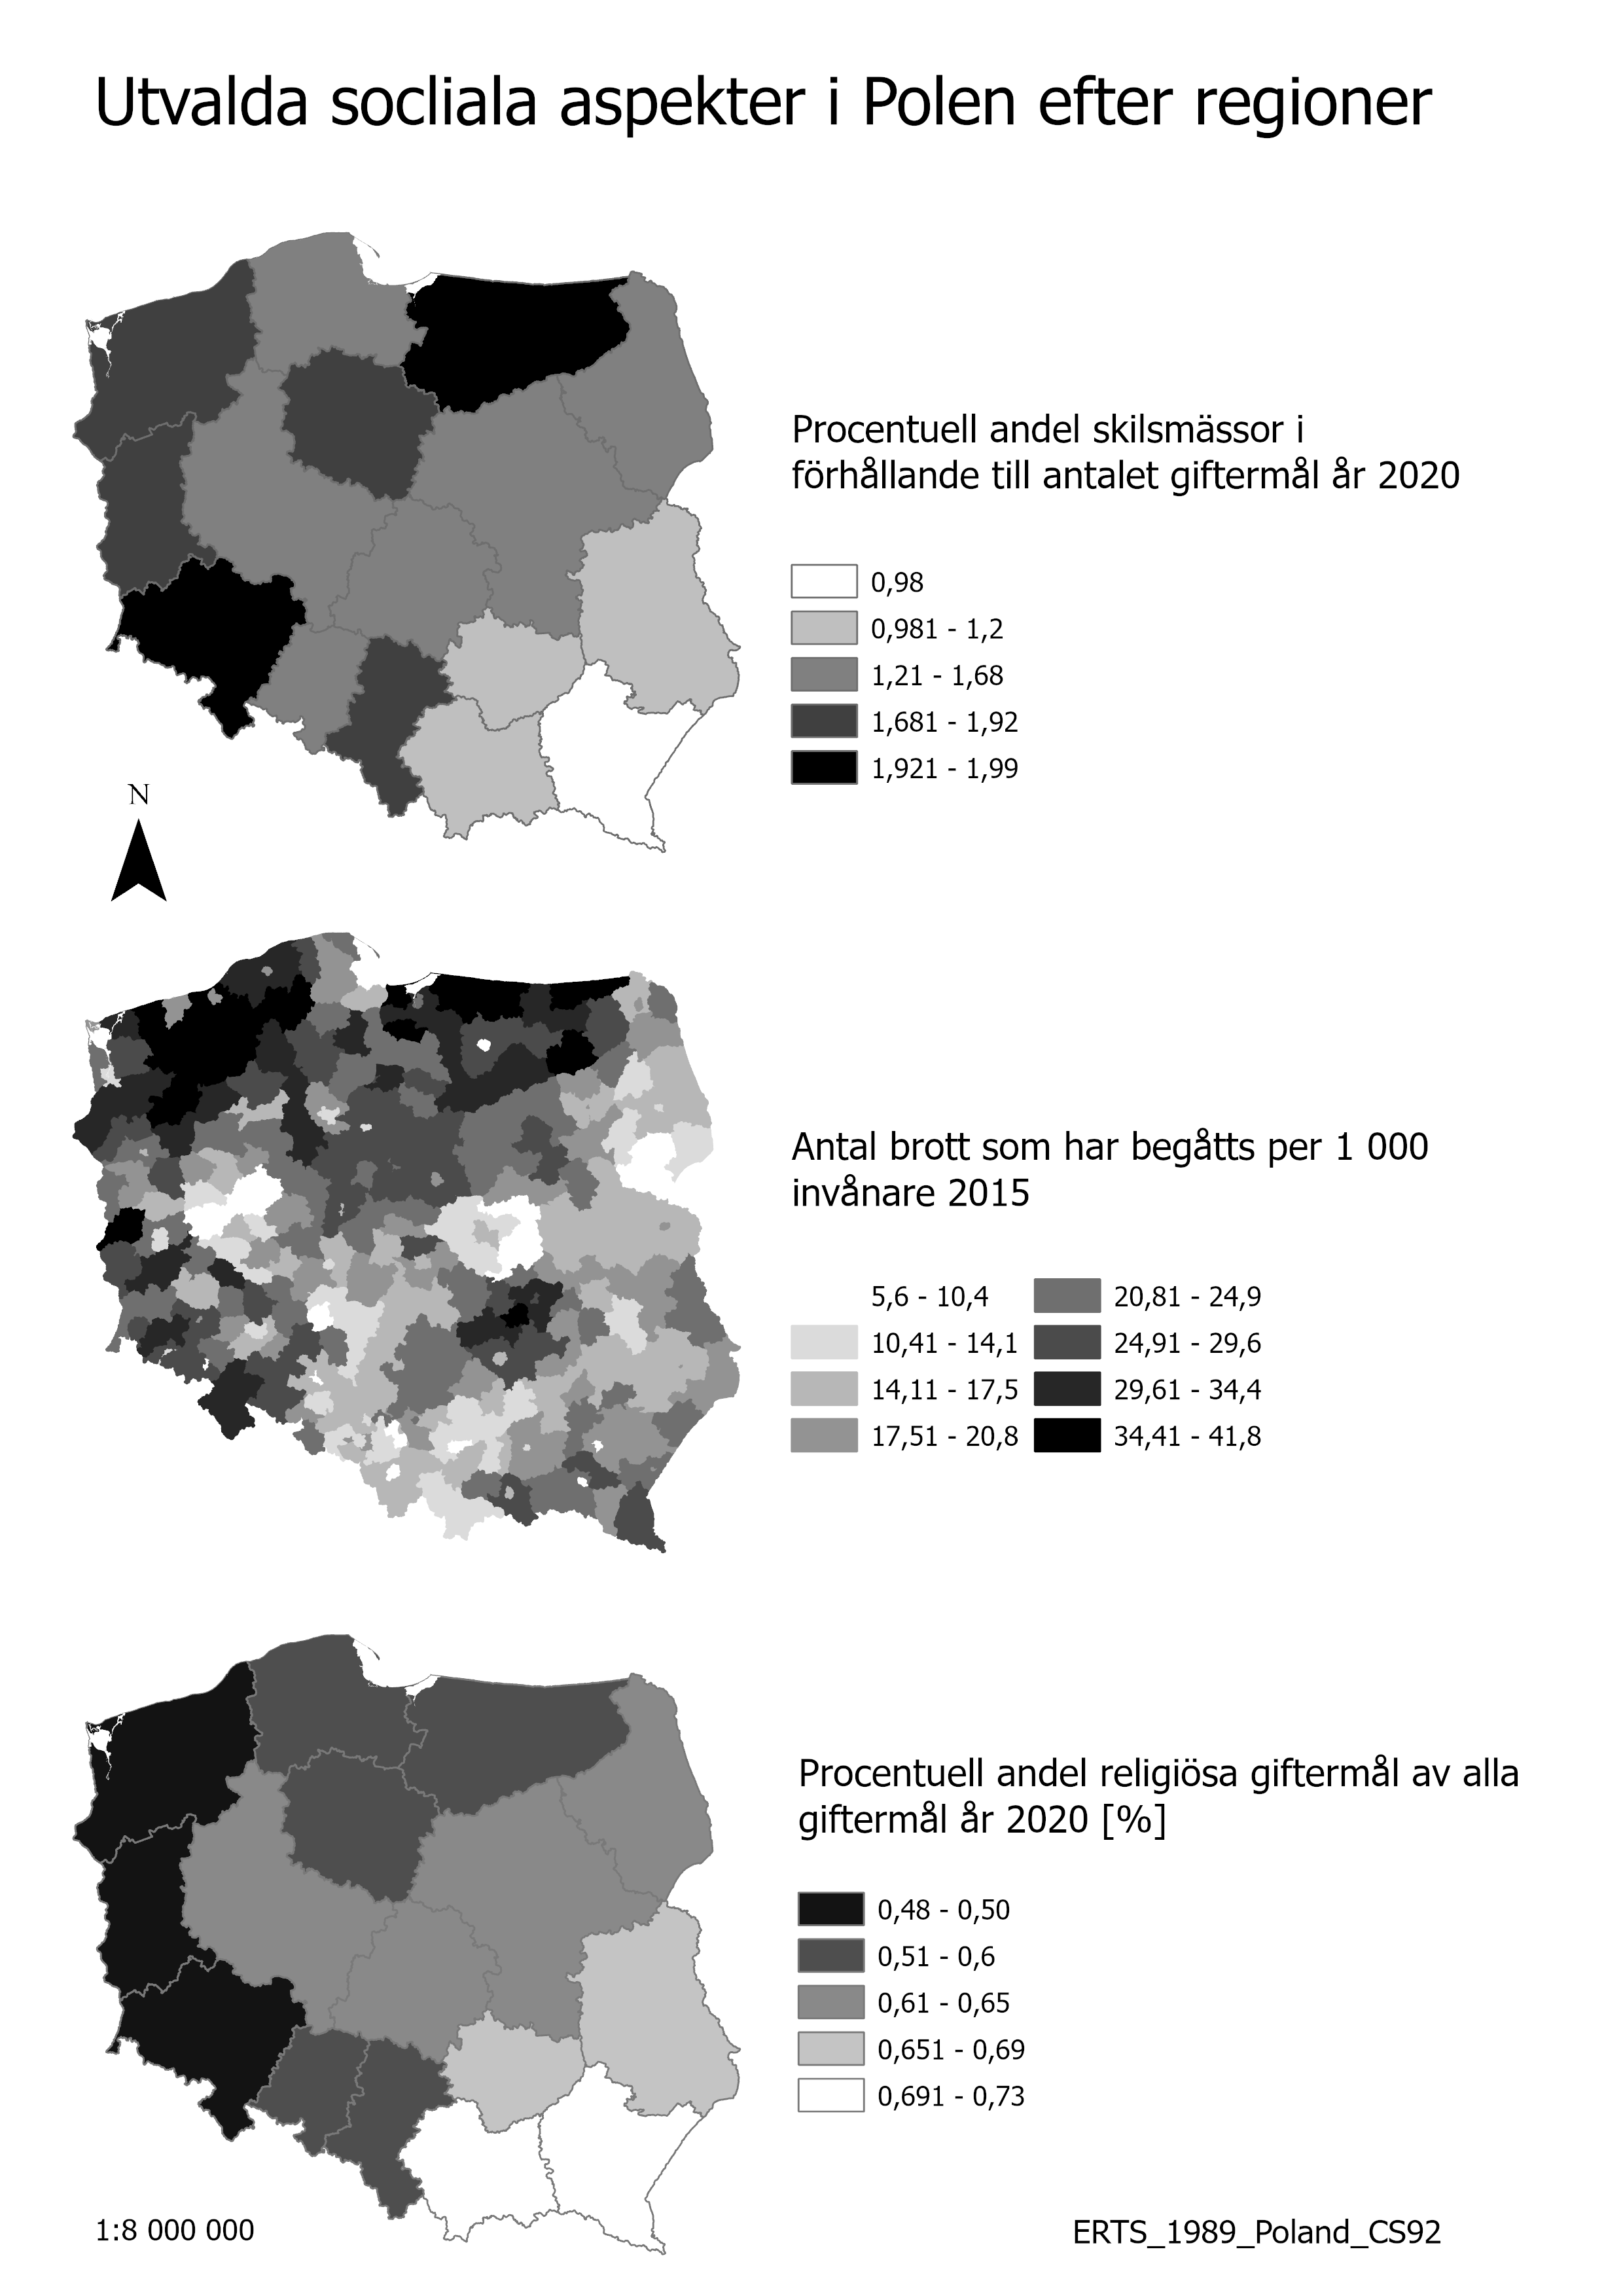 Utvalda socliala aspekter i Polen efter regioner
Procentuell andel skilsmässor i
förhållande till antalet giftermål år 2020
0,98
0,981 - 1,2
1,21 - 1,68
1,681 - 1,92
1,921 - 1,99
N
Antal brott som har begåtts per 1 000
invånare 2015
5,6 - 10,4
10,41 - 14,1
14,11 - 17,5
17,51 - 20,8
20,81 - 24,9
24,91 - 29,6
29,61 - 34,4
34,41 - 41,8
Procentuell andel religiösa giftermål av alla
giftermål år 2020 [%]
0,48 - 0,50
0,51 - 0,6
0,61 - 0,65
0,651 - 0,69
0,691 - 0,73
1:8 000 000
ERTS_1989_Poland_CS92